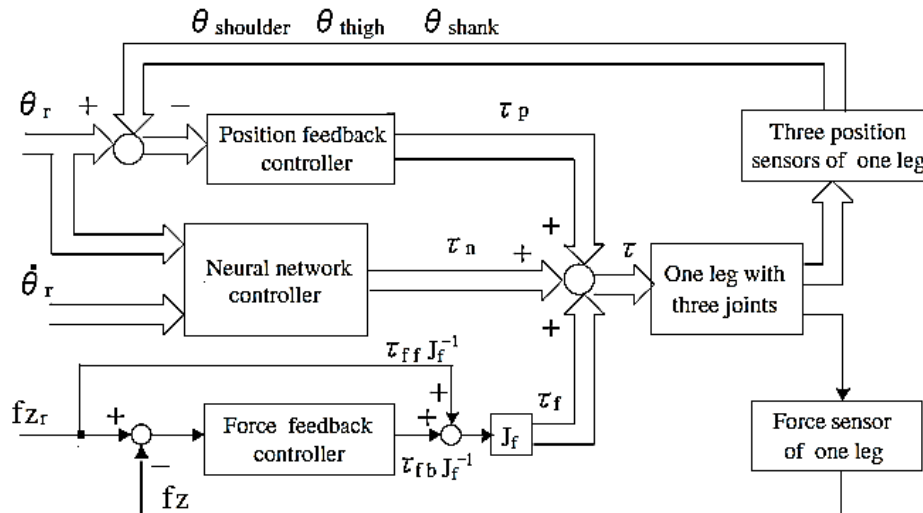 θ shoulder θ thigh θ shank
θ r
+
−
Position feedback
controller
τ p
Three position
sensors of one leg
+
Neural network
controller
τ n
+
τ
One leg with
three joints
θ̇ r
+
τ f f J f -1
τ f
fz r
+
Force feedback
controller
+
+
J f
Force sensor
of one leg
−
τ f b J f -1
fz